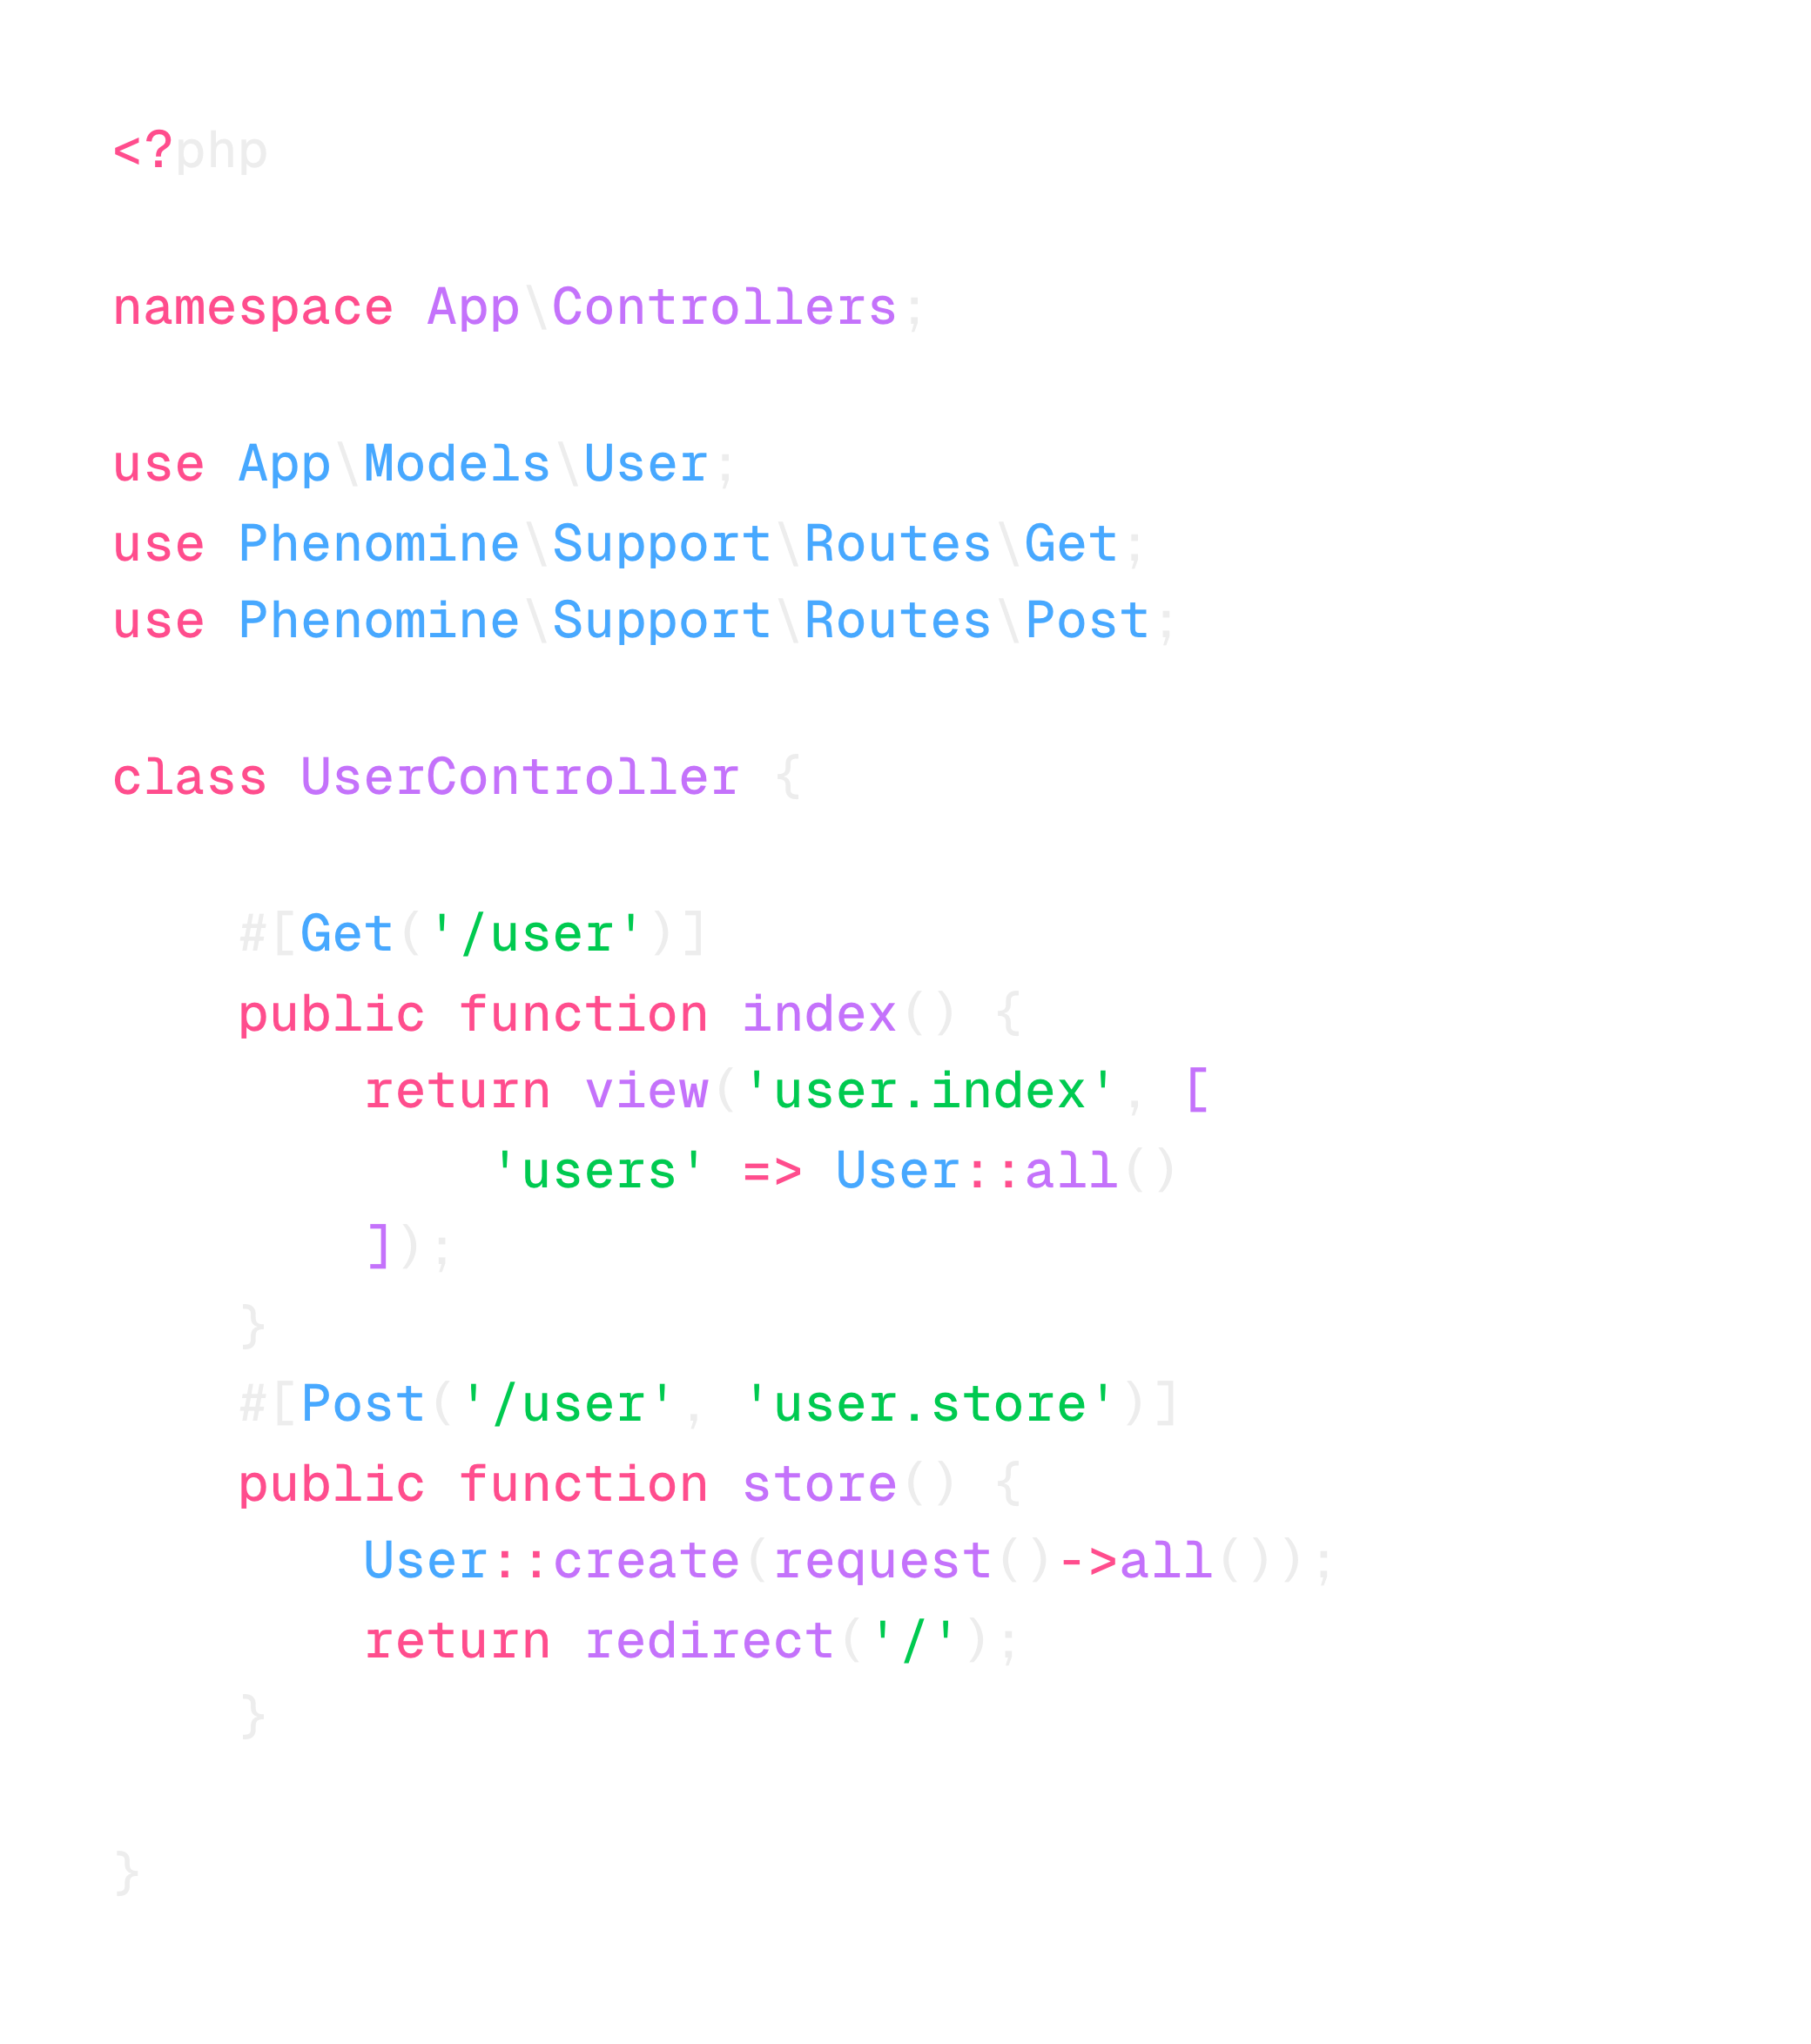 <?php
namespace App\Controllers;
use App\Models\User;
use Phenomine\Support\Routes\Get;
use Phenomine\Support\Routes\Post;
class UserController {
#[Get('/user')]
public function index() {
return view('user.index', [
'users' => User::all()
]);
}
#[Post('/user', 'user.store')]
public function store() {
User::create(request()->all());
return redirect('/');
}
}